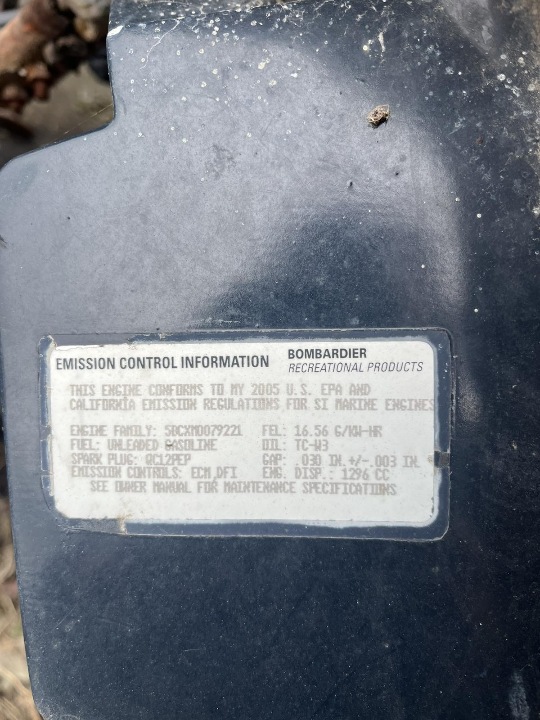 EMISSION CONTROL INFORMATION BOMBARDIER
RECREATIONAL PRODUCTS
THIS ENGINE CONFORMS TO MY 2005 U.S. EPA AND
CALIFORNIA EMISSION REGULATIONS FOR SI MARINE ENGINES
ENGINE FAMILY: 5BCXM0079221 FEL: 16.56 G/KW-HR
FUEL: UNLEADED GASOLINE OIL: TC-W3
SPARK PLUG: QC12PEP GAP: .030 IN.+/-.003 IN.
EMISSION CONTROLS: ECM,DFI ENG. DISP.: 1296 CC
SEE OWNER MANUAL FOR MAINTENANCE SPECIFICATIONS